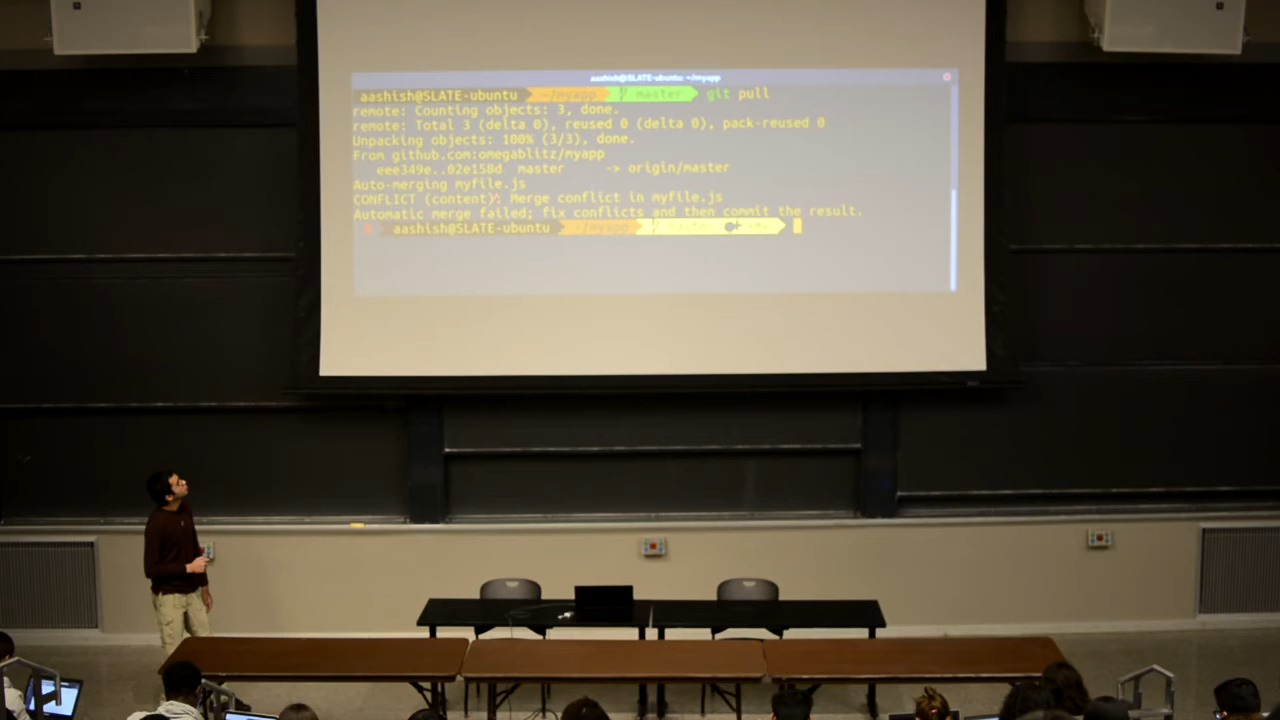 aashish@SLATE-ubuntu: ~/myapp
aashish@SLATE-ubuntu ~/myapp master git pull
remote: Counting objects: 3, done.
remote: Total 3 (delta 0), reused 0 (delta 0), pack-reused 0
Unpacking objects: 100% (3/3), done.
From github.com:omegablitz/myapp
eee349e..02e158d master -> origin/master
Auto-merging myfile.js
CONFLICT (content): Merge conflict in myfile.js
Automatic merge failed; fix conflicts and then commit the result.
aashish@SLATE-ubuntu ~/myapp master